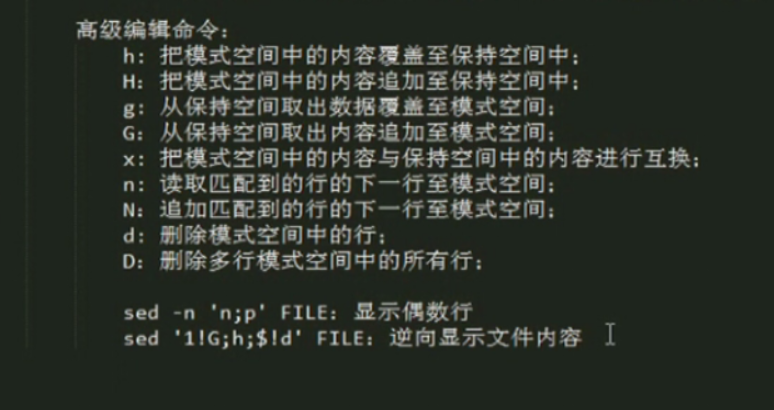 高级编辑命令:
h: 把模式空间中的内容覆盖至保持空间中;
H: 把模式空间中的内容追加至保持空间中;
g: 从保持空间取出数据覆盖至模式空间;
G: 从保持空间取出内容追加至模式空间;
x: 把模式空间中的内容与保持空间中的内容进行互换;
n: 读取匹配到的行的下一行至模式空间;
N: 追加匹配到的行的下一行至模式空间;
d: 删除模式空间中的行;
D: 删除多行模式空间中的所有行;
sed -n 'n;p' FILE: 显示偶数行
sed '1!G;h;$!d' FILE: 逆向显示文件内容